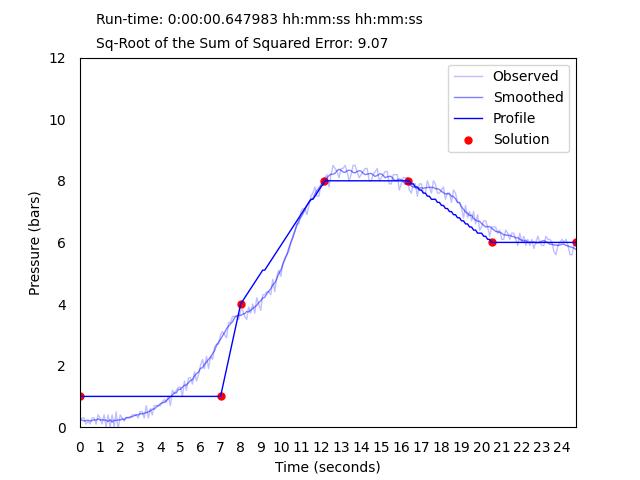 Run-time: 0:00:00.647983 hh:mm:ss hh:mm:ss
Sq-Root of the Sum of Squared Error: 9.07
Observed
Smoothed
Profile
Solution
12
10
8
6
4
2
0
Pressure (bars)
0 1 2 3 4 5 6 7 8 9 10 11 12 13 14 15 16 17 18 19 20 21 22 23 24
Time (seconds)